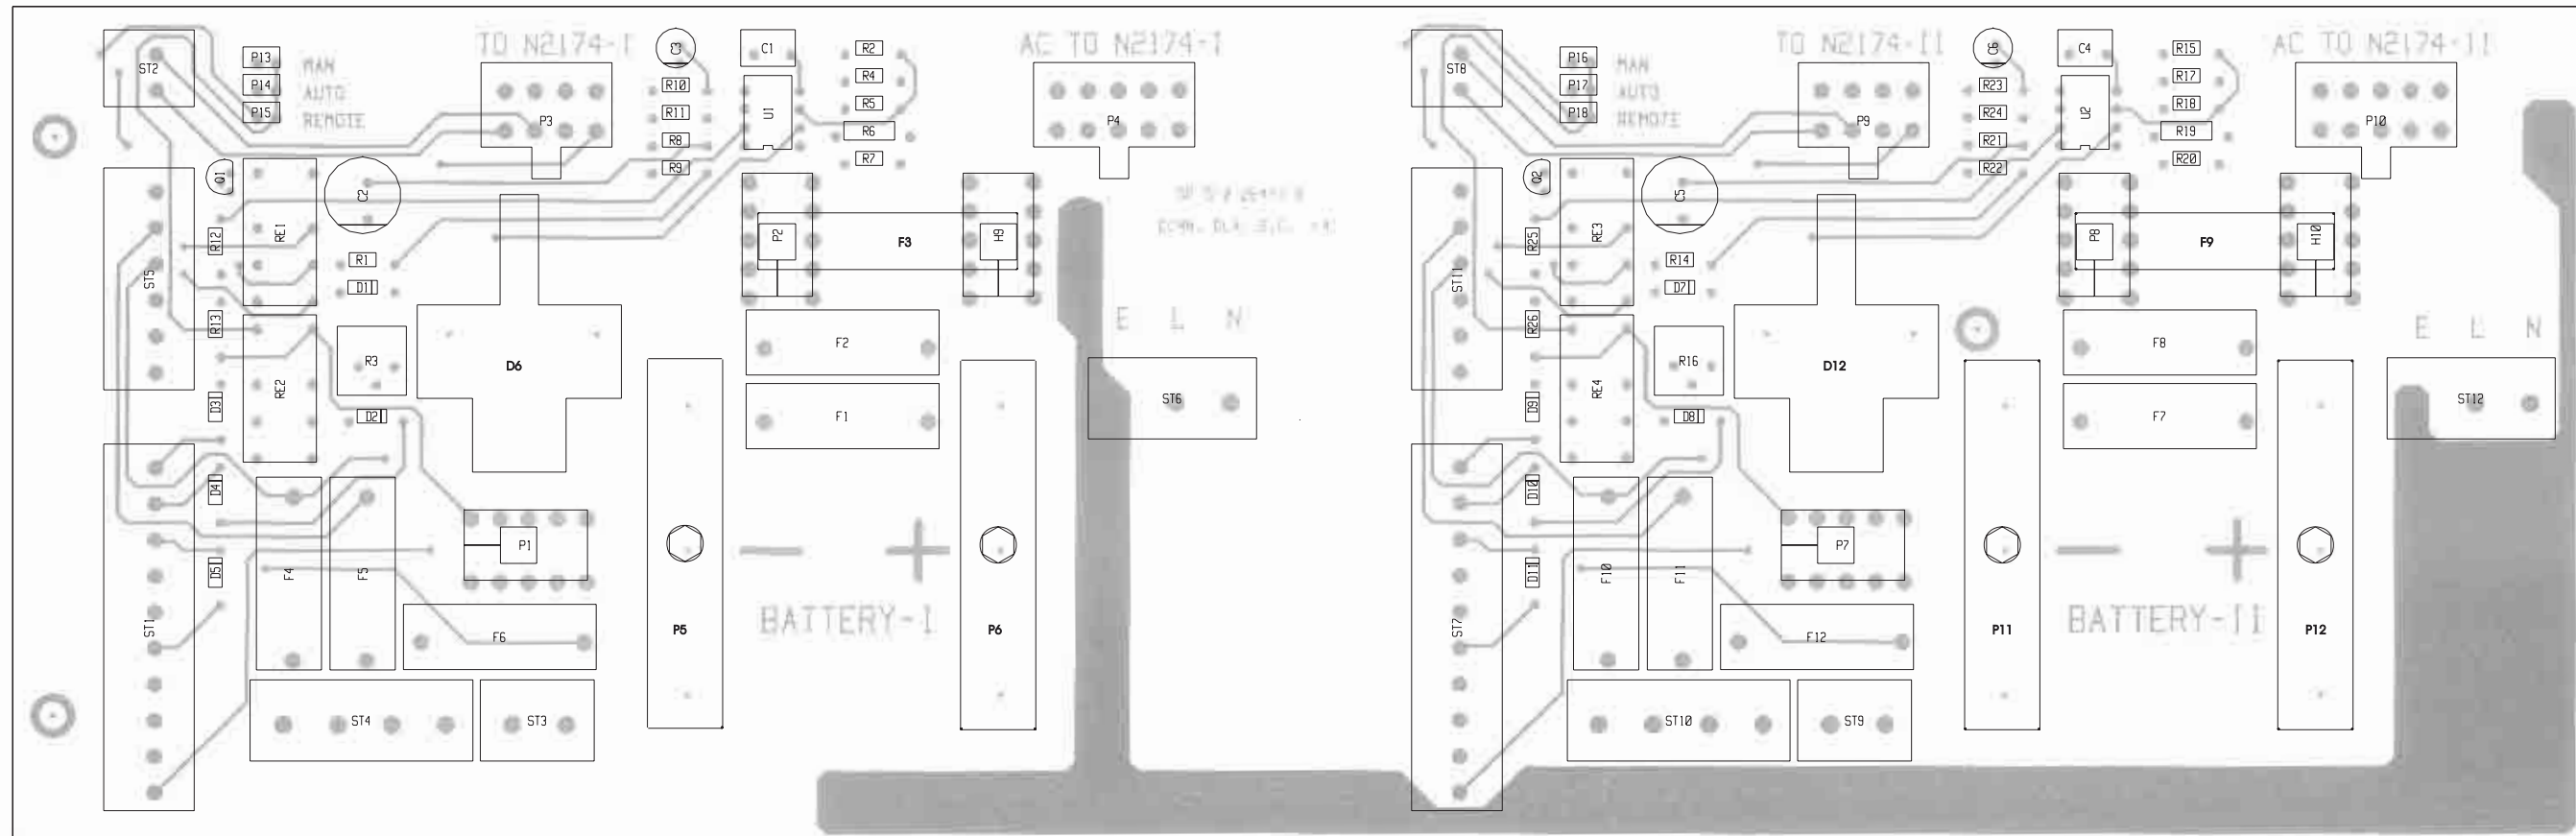 TO N2174-I
AC TO N2174-I
TO N2174-II
AC TO N2174-II
ST2
P13
MAN
P14
AUTO
P15
REMOTE
P3
C3
R10
R11
R8
R9
C1
U1
R2
R4
R5
R6
R7
P4
ST5
Q1
RE1
C2
R12
R1
D1
R13
RE2
R3
D6
D2
D3
P2
F3
H9
F2
F1
E L N
ST6
ST1
D4
D5
F4
F5
P1
F6
ST4
ST3
P5
P6
BATTERY-I
ST8
P16
MAN
P17
AUTO
P18
REMOTE
P9
C6
R23
R24
R21
R22
C4
U2
R15
R17
R18
R19
R20
P10
ST11
Q2
RE3
C5
R25
R14
D7
R26
RE4
R16
D12
D8
D9
P8
F9
H10
F8
F7
E L N
ST12
ST7
D10
D11
F10
F11
P7
F12
ST10
ST9
P11
P12
BATTERY-II